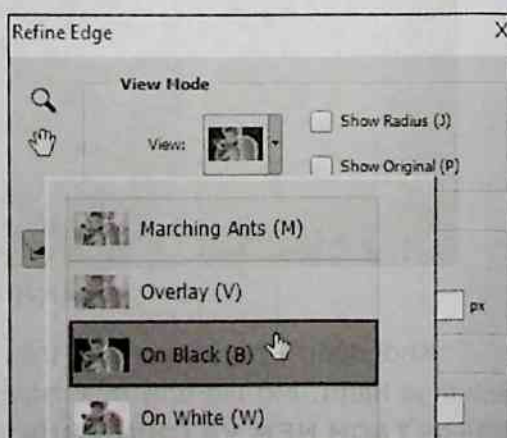 Refine Edge X
View Mode
View:
Show Radius (J)
Show Original (P)
Marching Ants (M)
Overlay (V)
On Black (B)
px
On White (W)